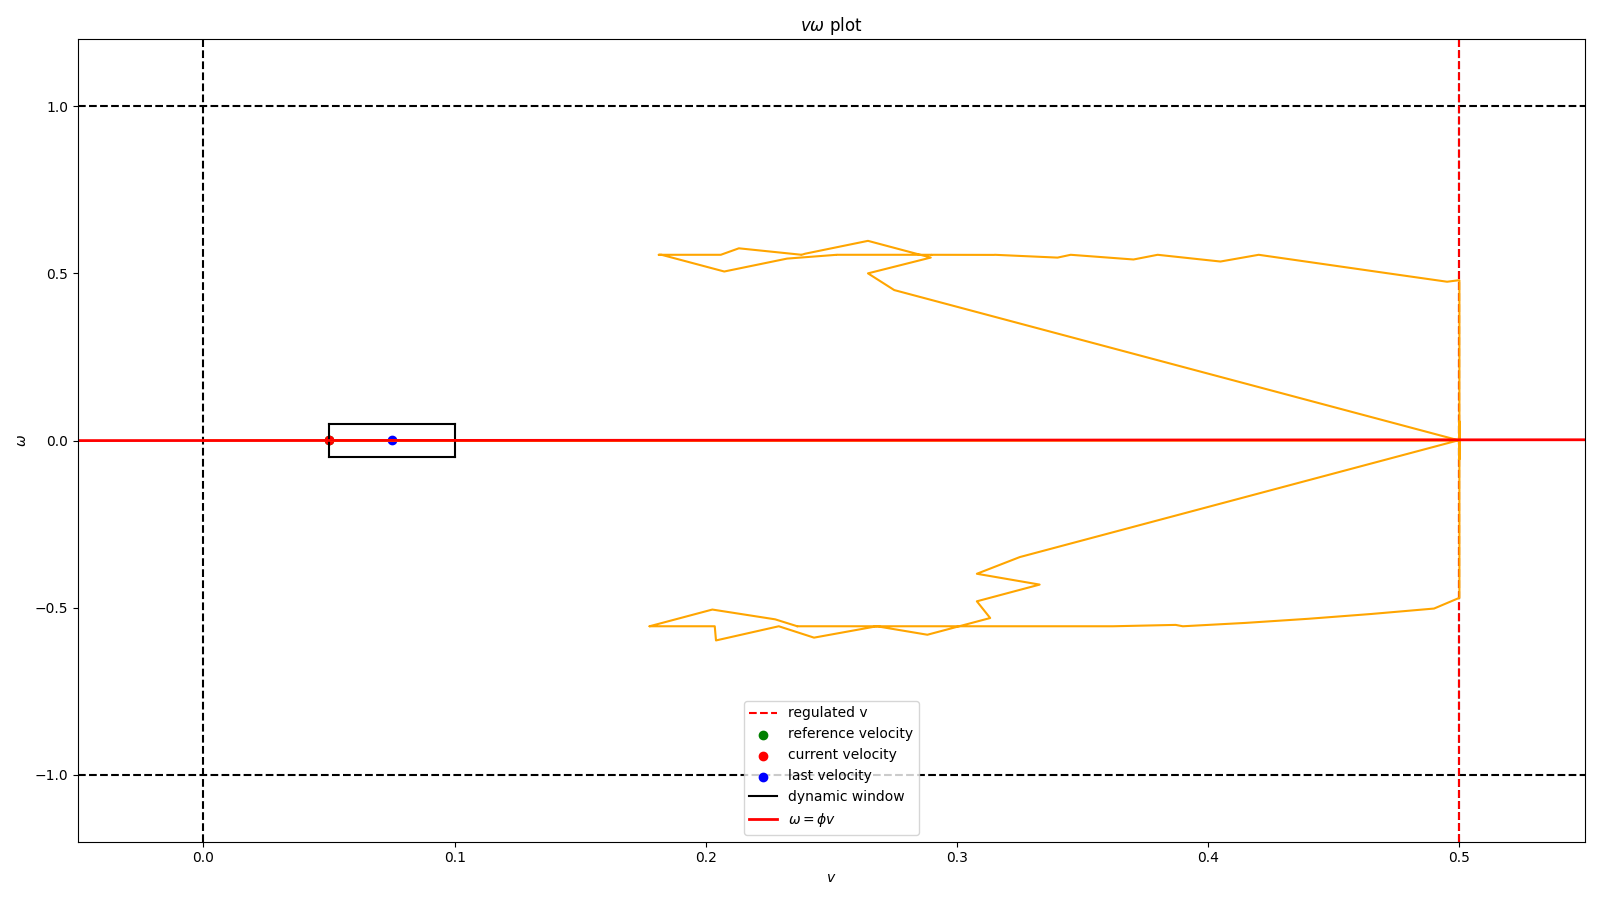 vω plot
1.0
0.5
0.0
−0.5
−1.0
ω
regulated v
reference velocity
current velocity
last velocity
dynamic window
ω = ϕv
0.0 0.1 0.2 0.3 0.4 0.5
v